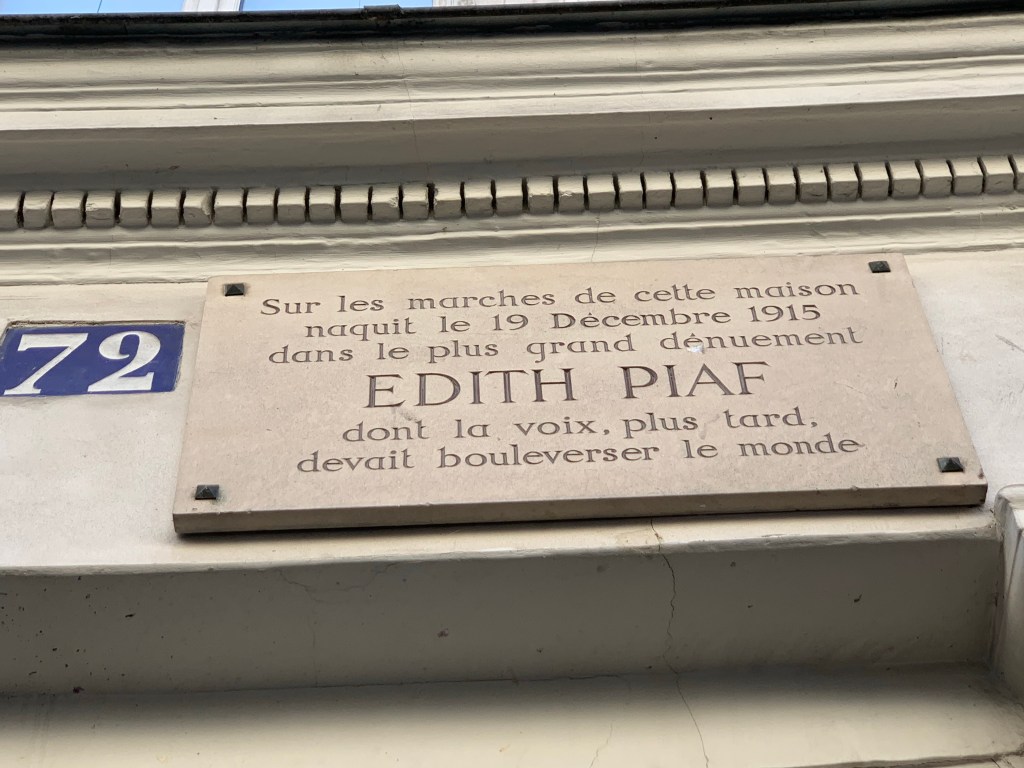 72
Sur les marches de cette maison
naquit le 19 Décembre 1915
dans le plus grand dénuement
EDITH PIAF
dont la voix, plus tard,
devait bouleverser le monde